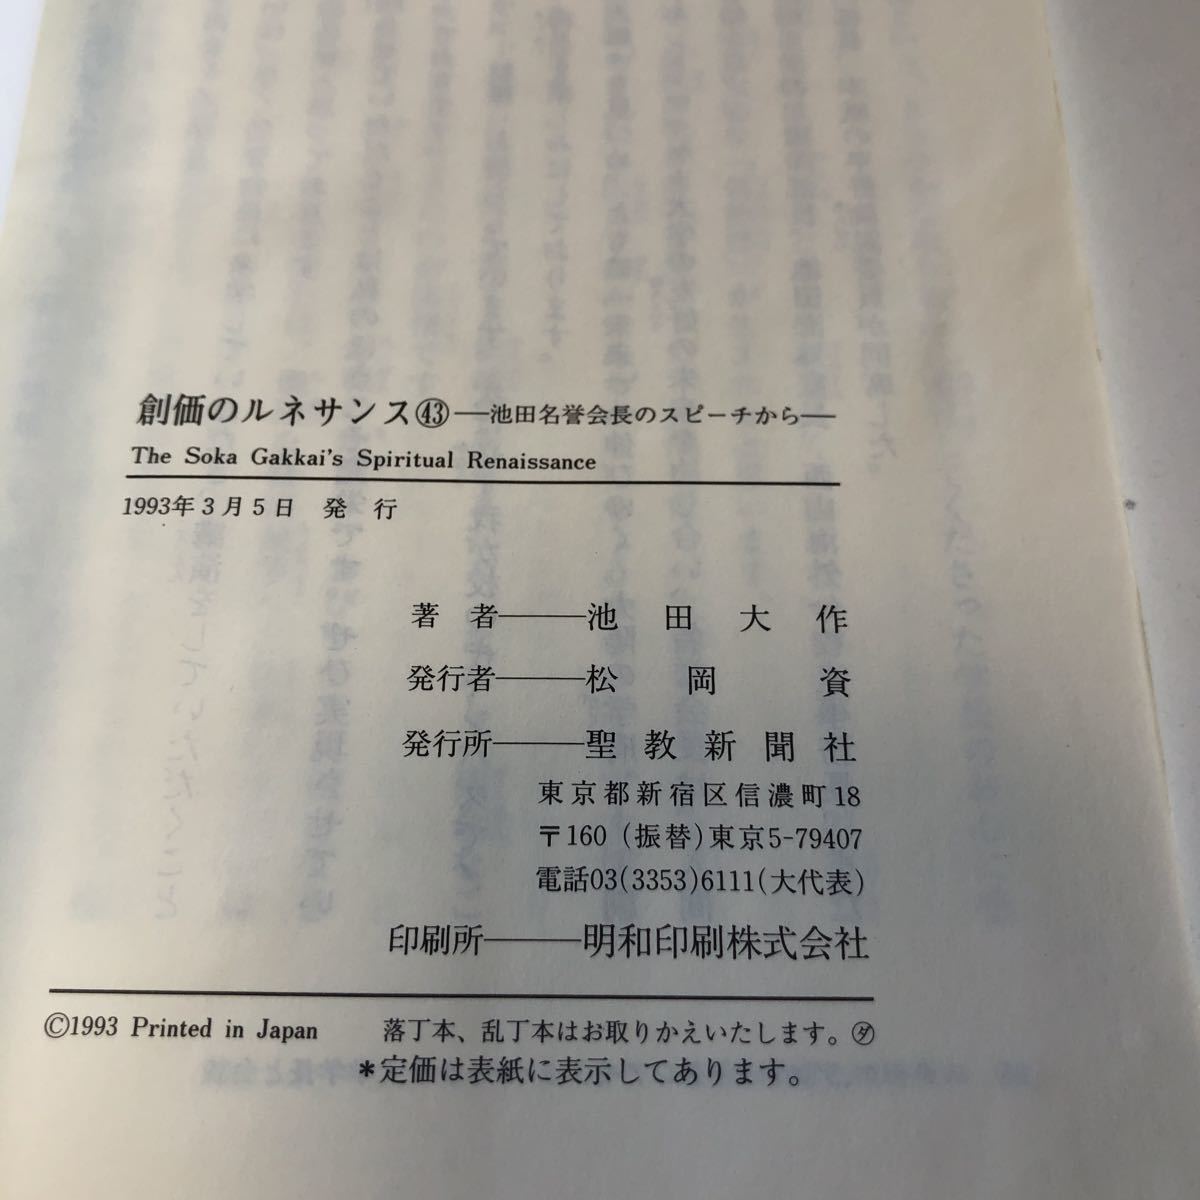 創価のルネサンス㊸―池田名誉会長のスピーチから―
The Soka Gakkai's Spiritual Renaissance
1993年3月5日 発 行
著 者――池 田 大 作
発行者――松 岡 資
発行所――聖教新聞社
東京都新宿区信濃町18
〒160 (振替)東京5-79407
電話03(3353)6111(大代表)
印刷所――明和印刷株式会社
©1993 Printed in Japan 落丁本、乱丁本はお取りかえいたします。㋟
*定価は表紙に表示してあります。